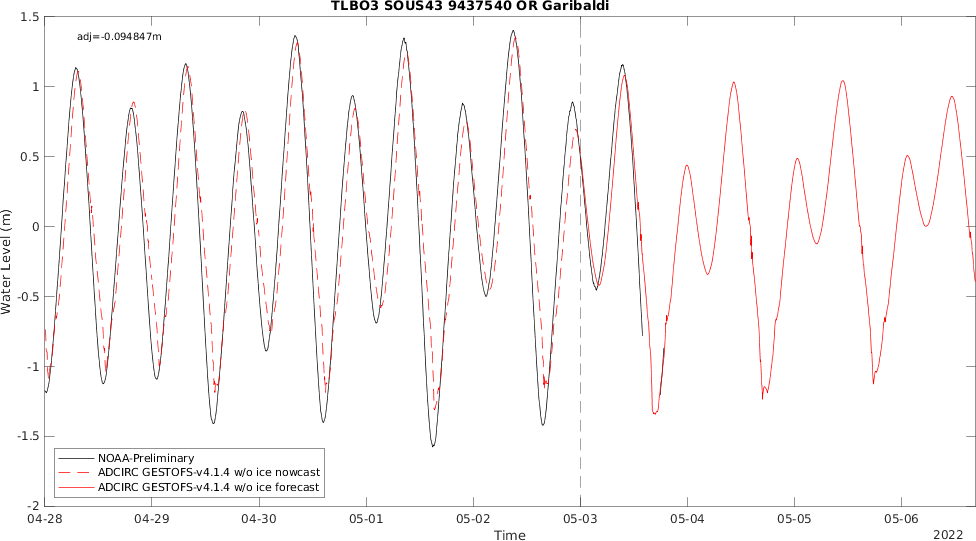 TLBO3 SOUS43 9437540 OR Garibaldi
adj=-0.094847m
1.5
1
0.5
0
-0.5
-1
-1.5
-2
Water Level (m)
NOAA-Preliminary
ADCIRC GESTOFS-v4.1.4 w/o ice nowcast
ADCIRC GESTOFS-v4.1.4 w/o ice forecast
04-28 04-29 04-30 05-01 05-02 05-03 05-04 05-05 05-06
Time
2022